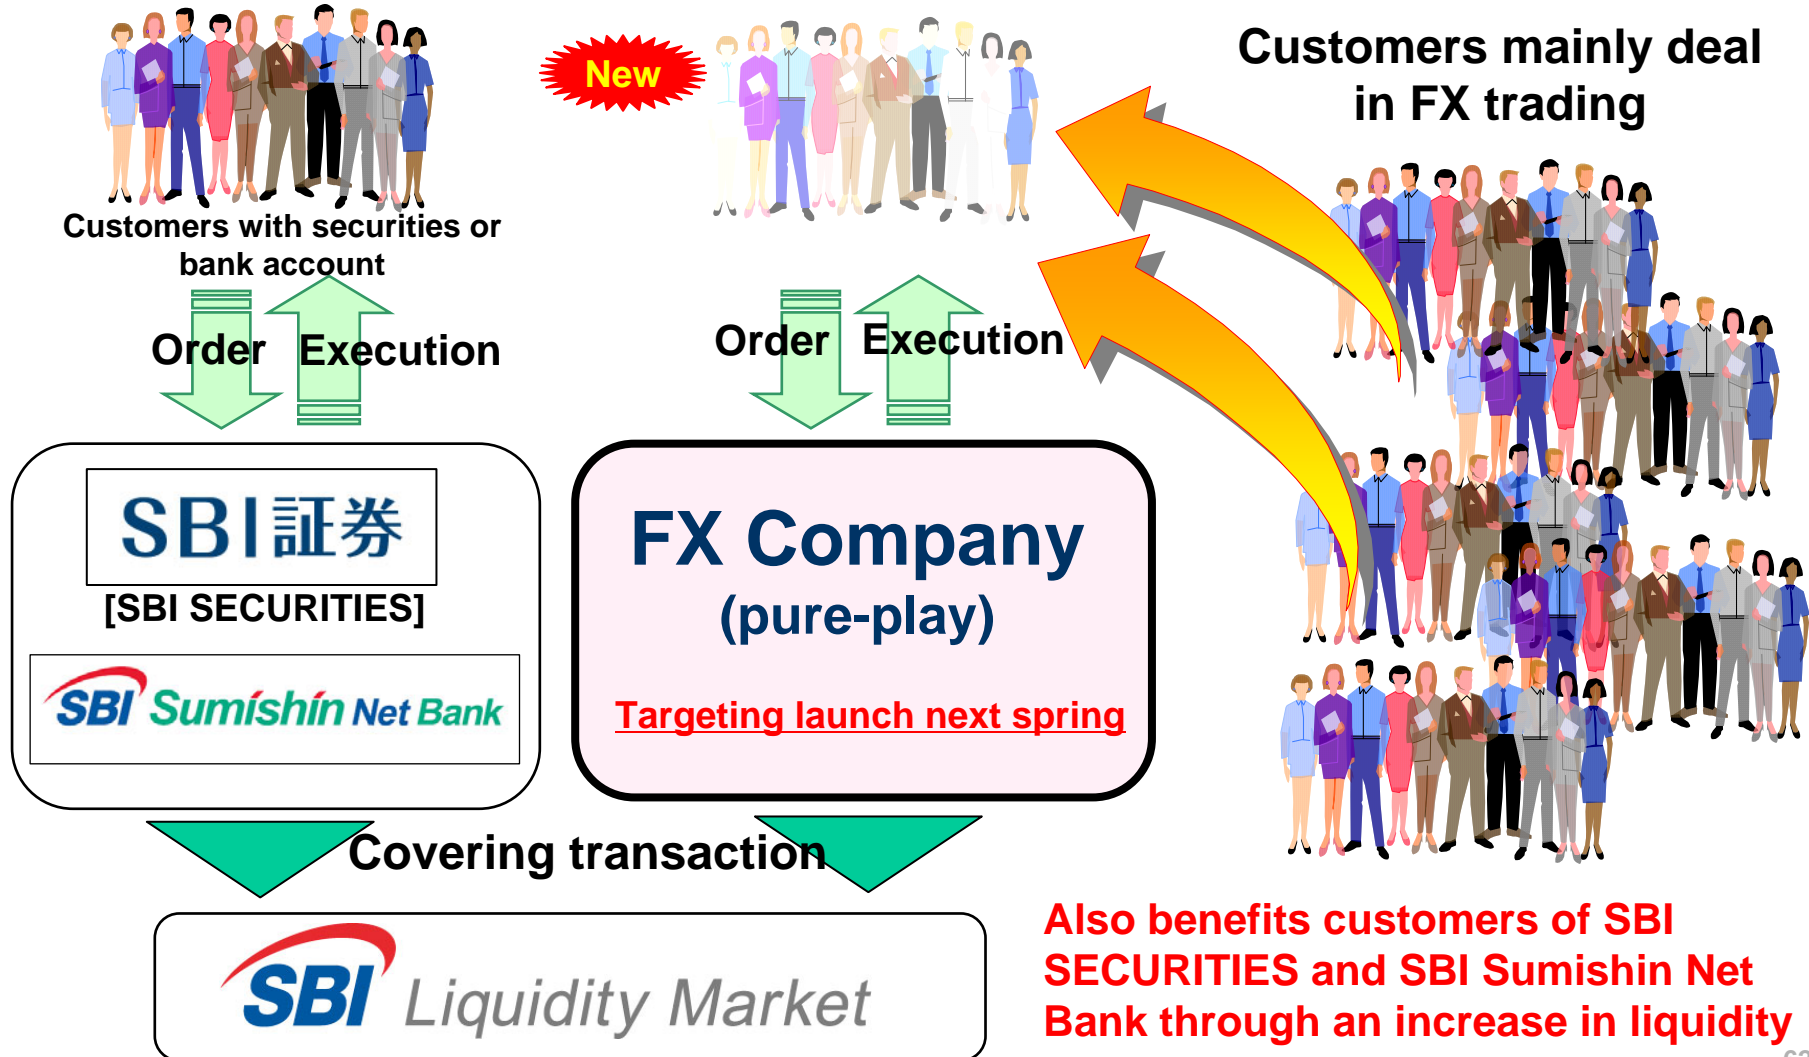 New
Customers mainly deal
in FX trading
Customers with securities or
bank account
Order
Execution
Order
Execution
SBI証券
[SBI SECURITIES]
SBI Sumishin Net Bank
FX Company
(pure-play)
Targeting launch next spring
Covering transaction
SBI Liquidity Market
Also benefits customers of SBI
SECURITIES and SBI Sumishin Net
Bank through an increase in liquidity